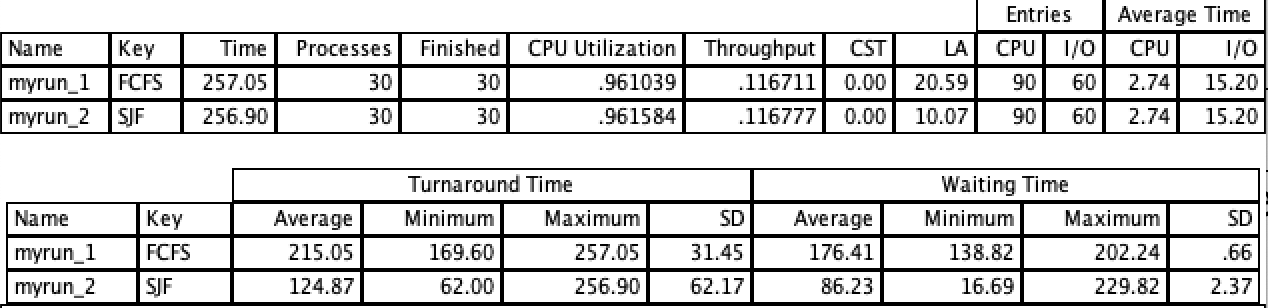 Entries Average Time
Name Key Time Processes Finished CPU Utilization Throughput CST LA CPU I/O CPU I/O
myrun_1 FCFS 257.05 30 30 .961039 .116711 0.00 20.59 90 60 2.74 15.20
myrun_2 SJF 256.90 30 30 .961584 .116777 0.00 10.07 90 60 2.74 15.20
Turnaround Time Waiting Time
Name Key Average Minimum Maximum SD Average Minimum Maximum SD
myrun_1 FCFS 215.05 169.60 257.05 31.45 176.41 138.82 202.24 .66
myrun_2 SJF 124.87 62.00 256.90 62.17 86.23 16.69 229.82 2.37